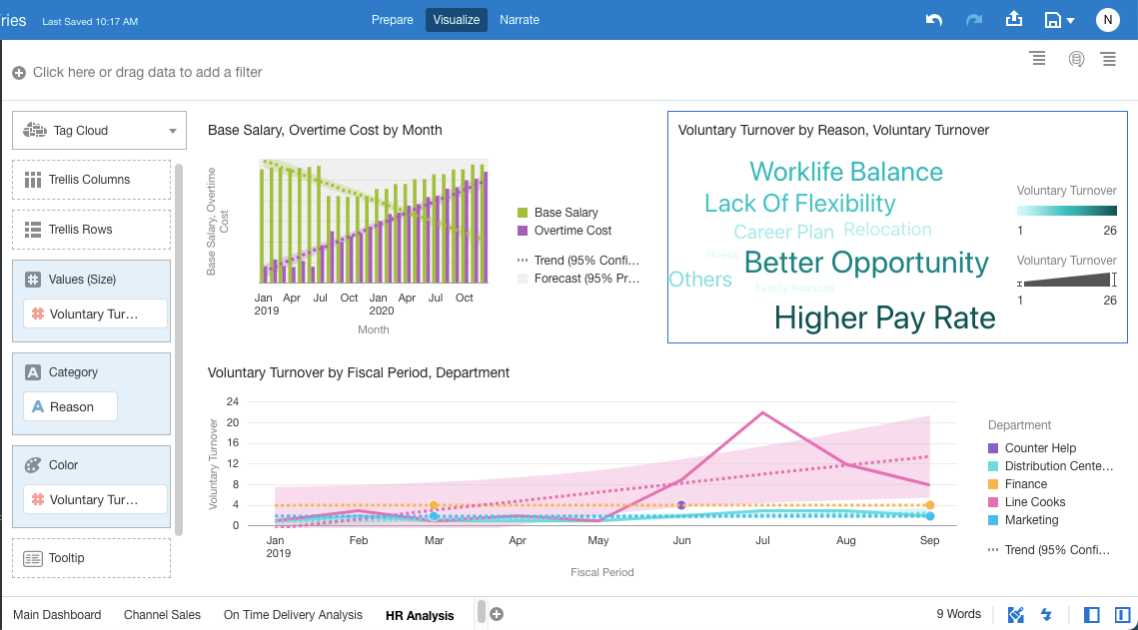 ries Last Saved 10:17 AM Prepare Visualize Narrate N
Click here or drag data to add a filter
Tag Cloud
Trellis Columns
Trellis Rows
Values (Size)
Voluntary Tur...
Category
Reason
Color
Voluntary Tur...
Tooltip
Base Salary, Overtime Cost by Month
Base Salary, Overtime
Cost
Jan Apr Jul Oct Jan Apr Jul Oct
2019 2020
Month
Base Salary
Overtime Cost
Trend (95% Confi...
Forecast (95% Pr...
Voluntary Turnover by Reason, Voluntary Turnover
Worklife Balance
Lack Of Flexibility
Career Plan Relocation
Illness
Better Opportunity
Others
Family Reasons
Higher Pay Rate
Voluntary Turnover
1 26
Voluntary Turnover
1 26
Voluntary Turnover by Fiscal Period, Department
Voluntary Turnover
24
20
16
12
8
4
0
Jan Feb Mar Apr May Jun Jul Aug Sep
2019
Fiscal Period
Department
Counter Help
Distribution Cente...
Finance
Line Cooks
Marketing
Trend (95% Confi...
Main Dashboard Channel Sales On Time Delivery Analysis HR Analysis 9 Words